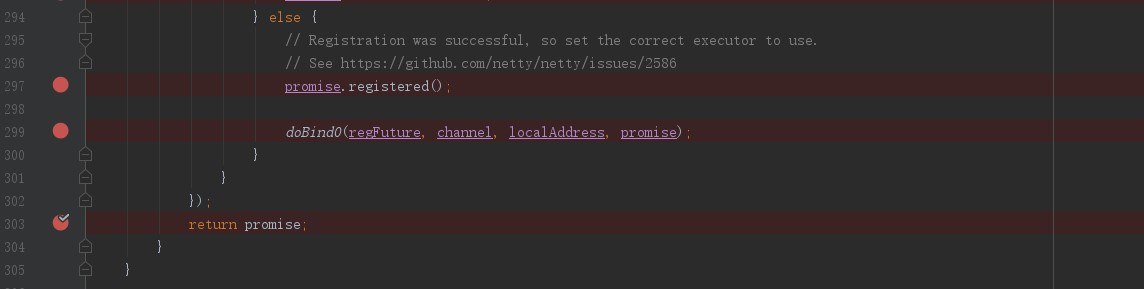 294 } else {
295 // Registration was successful, so set the correct executor to use.
296 // See https://github.com/netty/netty/issues/2586
297 promise.registered();
298
299 doBind0(regFuture, channel, localAddress, promise);
300 }
301 }
302 });
303 return promise;
304 }
305 }